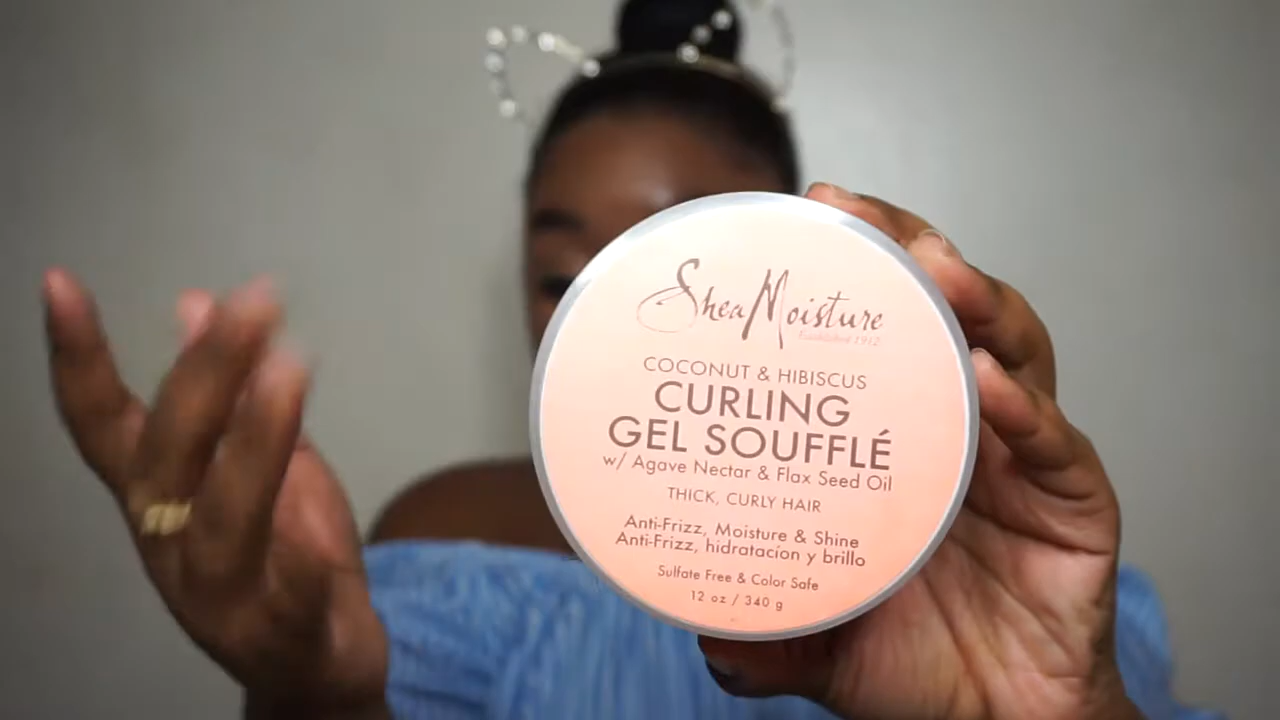 SheaMoisture
Established 1912
COCONUT & HIBISCUS
CURLING
GEL SOUFFLÉ
w/ Agave Nectar & Flax Seed Oil
THICK, CURLY HAIR
Anti-Frizz, Moisture & Shine
Anti-Frizz, hidratacíon y brillo
Sulfate Free & Color Safe
12 oz / 340 g